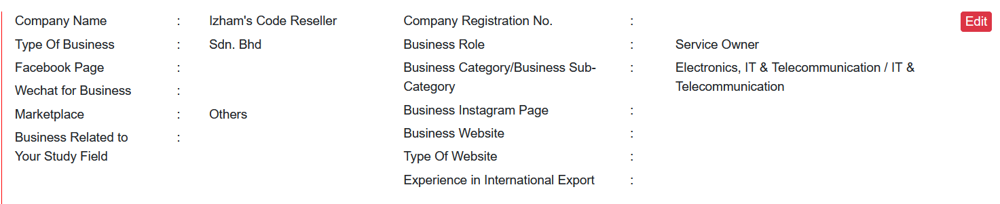 Company Name : Izham's Code Reseller
Type Of Business : Sdn. Bhd
Facebook Page :
Wechat for Business :
Marketplace : Others
Business Related to :
Your Study Field
Company Registration No. :
Business Role : Service Owner
Business Category/Business Sub- : Electronics, IT & Telecommunication / IT &
Category Telecommunication
Business Instagram Page :
Business Website :
Type Of Website :
Experience in International Export :
Edit